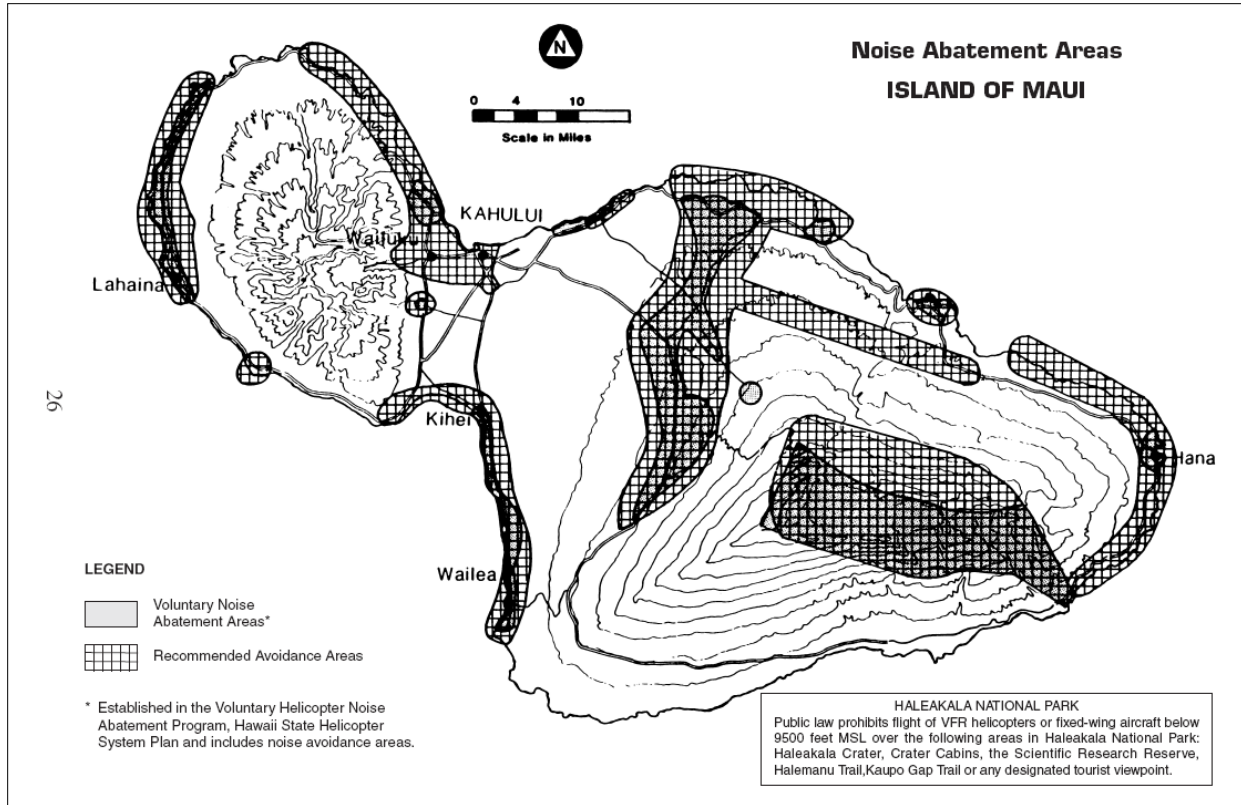 Noise Abatement Areas
ISLAND OF MAUI
N
0 4 10
Scale in Miles
KAHULUI
Wailuku
Lahaina
26
Kihei
Hana
Wailea
LEGEND
Voluntary Noise
Abatement Areas*
Recommended Avoidance Areas
* Established in the Voluntary Helicopter Noise
Abatement Program, Hawaii State Helicopter
System Plan and includes noise avoidance areas.
HALEAKALA NATIONAL PARK
Public law prohibits flight of VFR helicopters or fixed-wing aircraft below
9500 feet MSL over the following areas in Haleakala National Park:
Haleakala Crater, Crater Cabins, the Scientific Research Reserve,
Halemanu Trail,Kaupo Gap Trail or any designated tourist viewpoint.